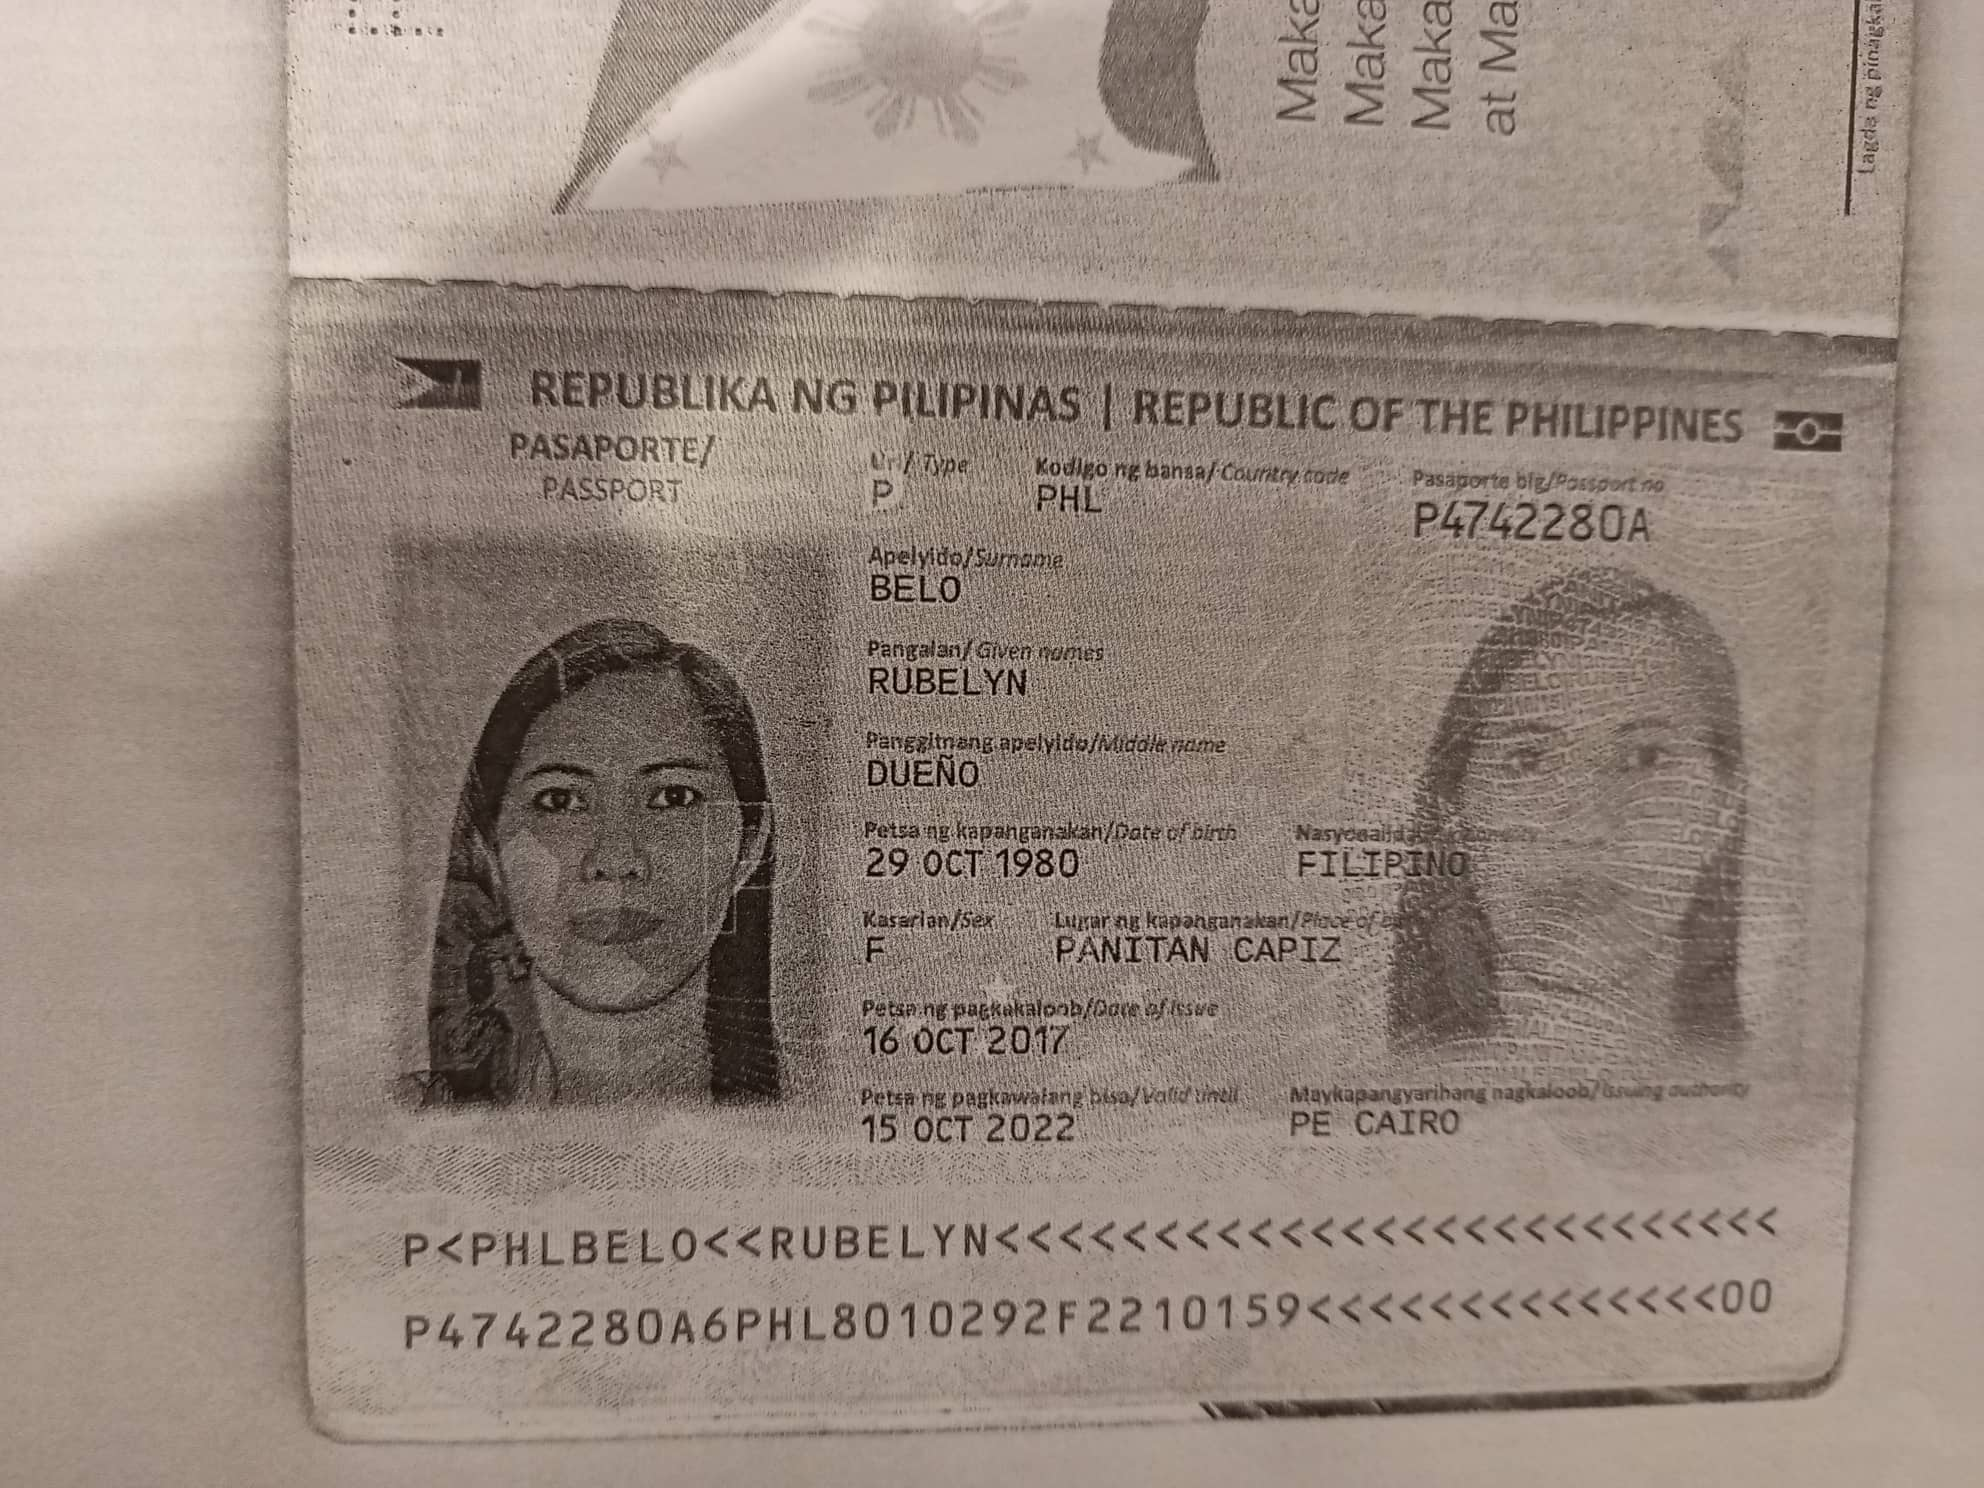 Maka
Maka
Maka
at Ma
Lagda ng
REPUBLIKA NG PILIPINAS | REPUBLIC OF THE PHILIPPINES
PASAPORTE/
PASSPORT
Uri/ Type
P
Kodigo ng bansa/ Country code
PHL
Pasaporte blg/Passport no
P4742280A
Apelyido/Surname
BELO
Pangalan/ Given names
RUBELYN
Panggitnang apelyido/Middle name
DUEÑO
Petsa ng kapanganakan/Date of birth
29 OCT 1980
FILIPINO
Kasarian/Sex
F
Lugar ng kapanganakan/Place of
PANITAN CAPIZ
Petsa ng pagkakaloob/Date of issue
16 OCT 2017
Petsa ng pagkawalang bisa/Valid until
15 OCT 2022
Maykapangyarihang nagkaloob/Issuing authority
PE CAIRO
P<PHLBELO<<RUBELYN<<<<<<<<<<<<<<<<<<<<<<<<<<
P4742280A6PHL8010292F2210159<<<<<<<<<<<<<<00